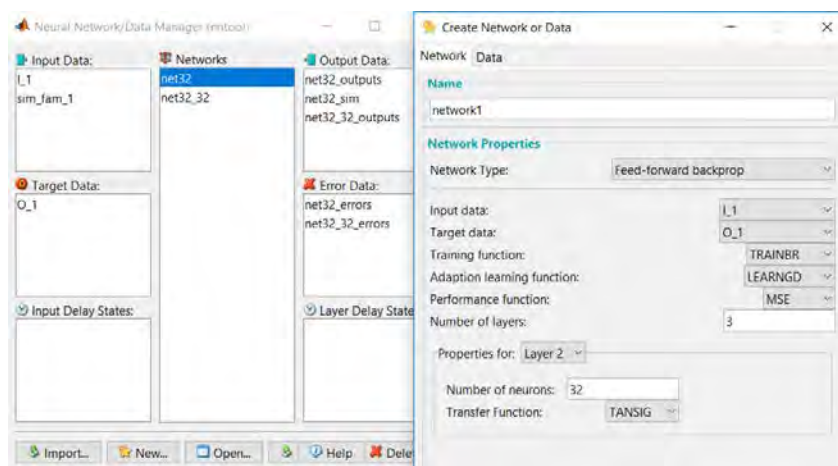 Neural Network/Data Manager (nntool)
Input Data:
I_1
sim_fam_1
Networks
net32
net32_32
Output Data:
net32_outputs
net32_sim
net32_32_outputs
Target Data:
O_1
Error Data:
net32_errors
net32_32_errors
Input Delay States:
Layer Delay State
Import...
New...
Open...
Help
Dele
Create Network or Data
Network Data
Name
network1
Network Properties
Network Type: Feed-forward backprop
Input data: I_1
Target data: O_1
Training function: TRAINBR
Adaption learning function: LEARNGD
Performance function: MSE
Number of layers: 3
Properties for: Layer 2
Number of neurons: 32
Transfer Function: TANSIG